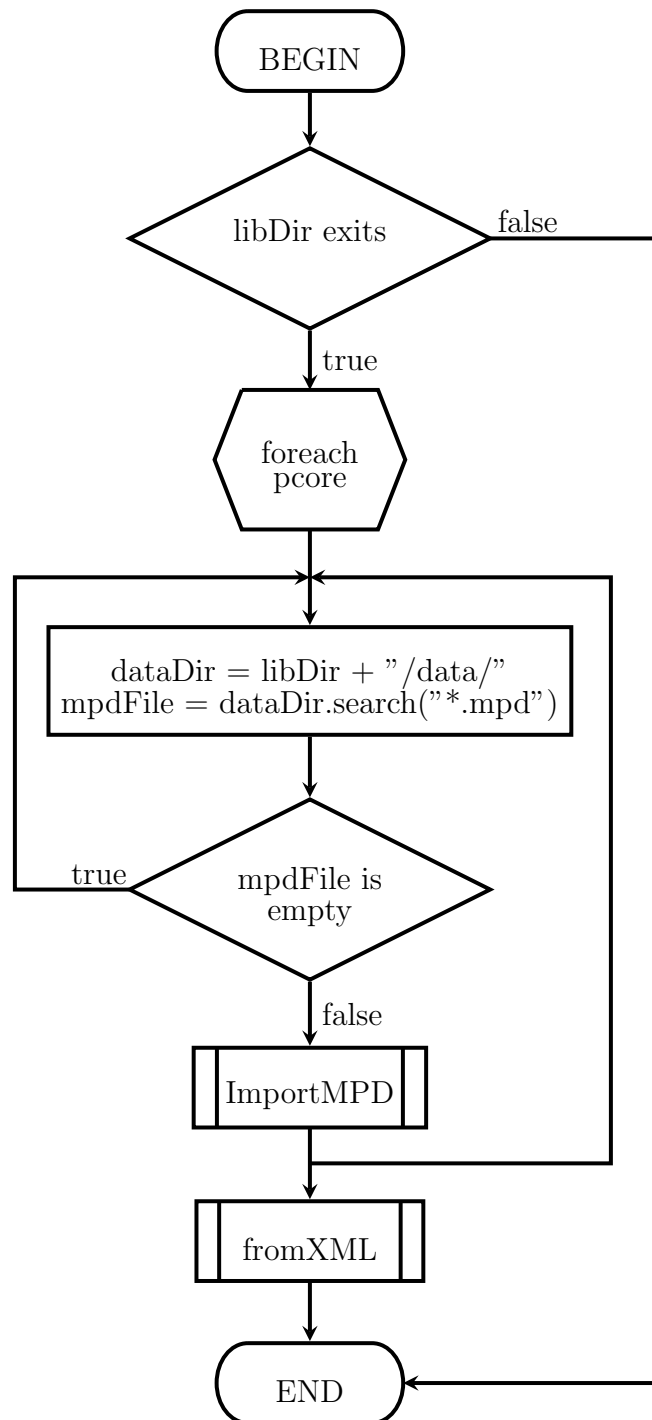 BEGIN
libDir exits
false
true
foreach
pcore
dataDir = libDir + "/data/"
mpdFile = dataDir.search("*.mpd")
true
mpdFile is
empty
false
ImportMPD
fromXML
END